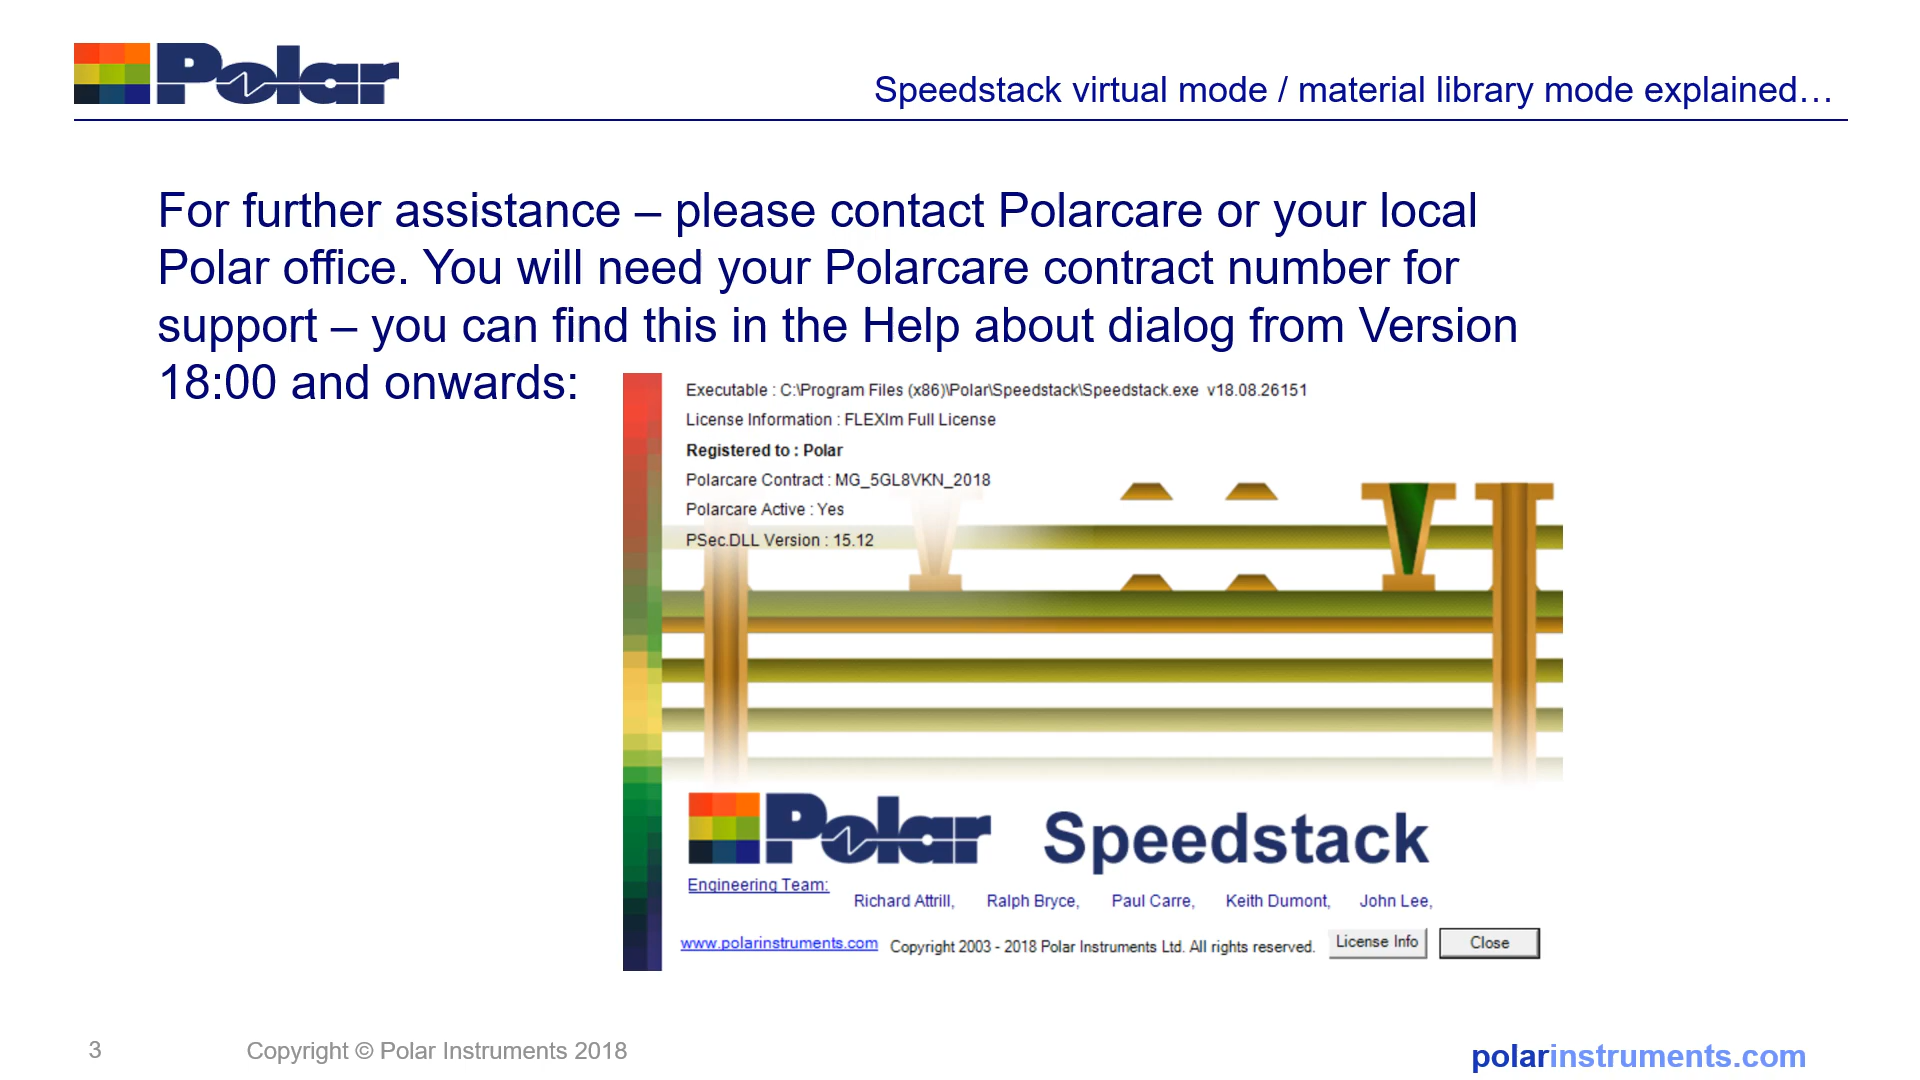 Polar
Speedstack virtual mode / material library mode explained…
For further assistance – please contact Polarcare or your local
Polar office. You will need your Polarcare contract number for
support – you can find this in the Help about dialog from Version
18:00 and onwards:
Executable : C:\Program Files (x86)\Polar\Speedstack\Speedstack.exe v18.08.26151
License Information : FLEXlm Full License
Registered to : Polar
Polarcare Contract : MG_5GL8VKN_2018
Polarcare Active : Yes
PSec.DLL Version : 15.12
Polar Speedstack
Engineering Team:
Richard Attrill, Ralph Bryce, Paul Carre, Keith Dumont, John Lee,
www.polarinstruments.com Copyright 2003 - 2018 Polar Instruments Ltd. All rights reserved. License Info Close
3 Copyright © Polar Instruments 2018 polarinstruments.com